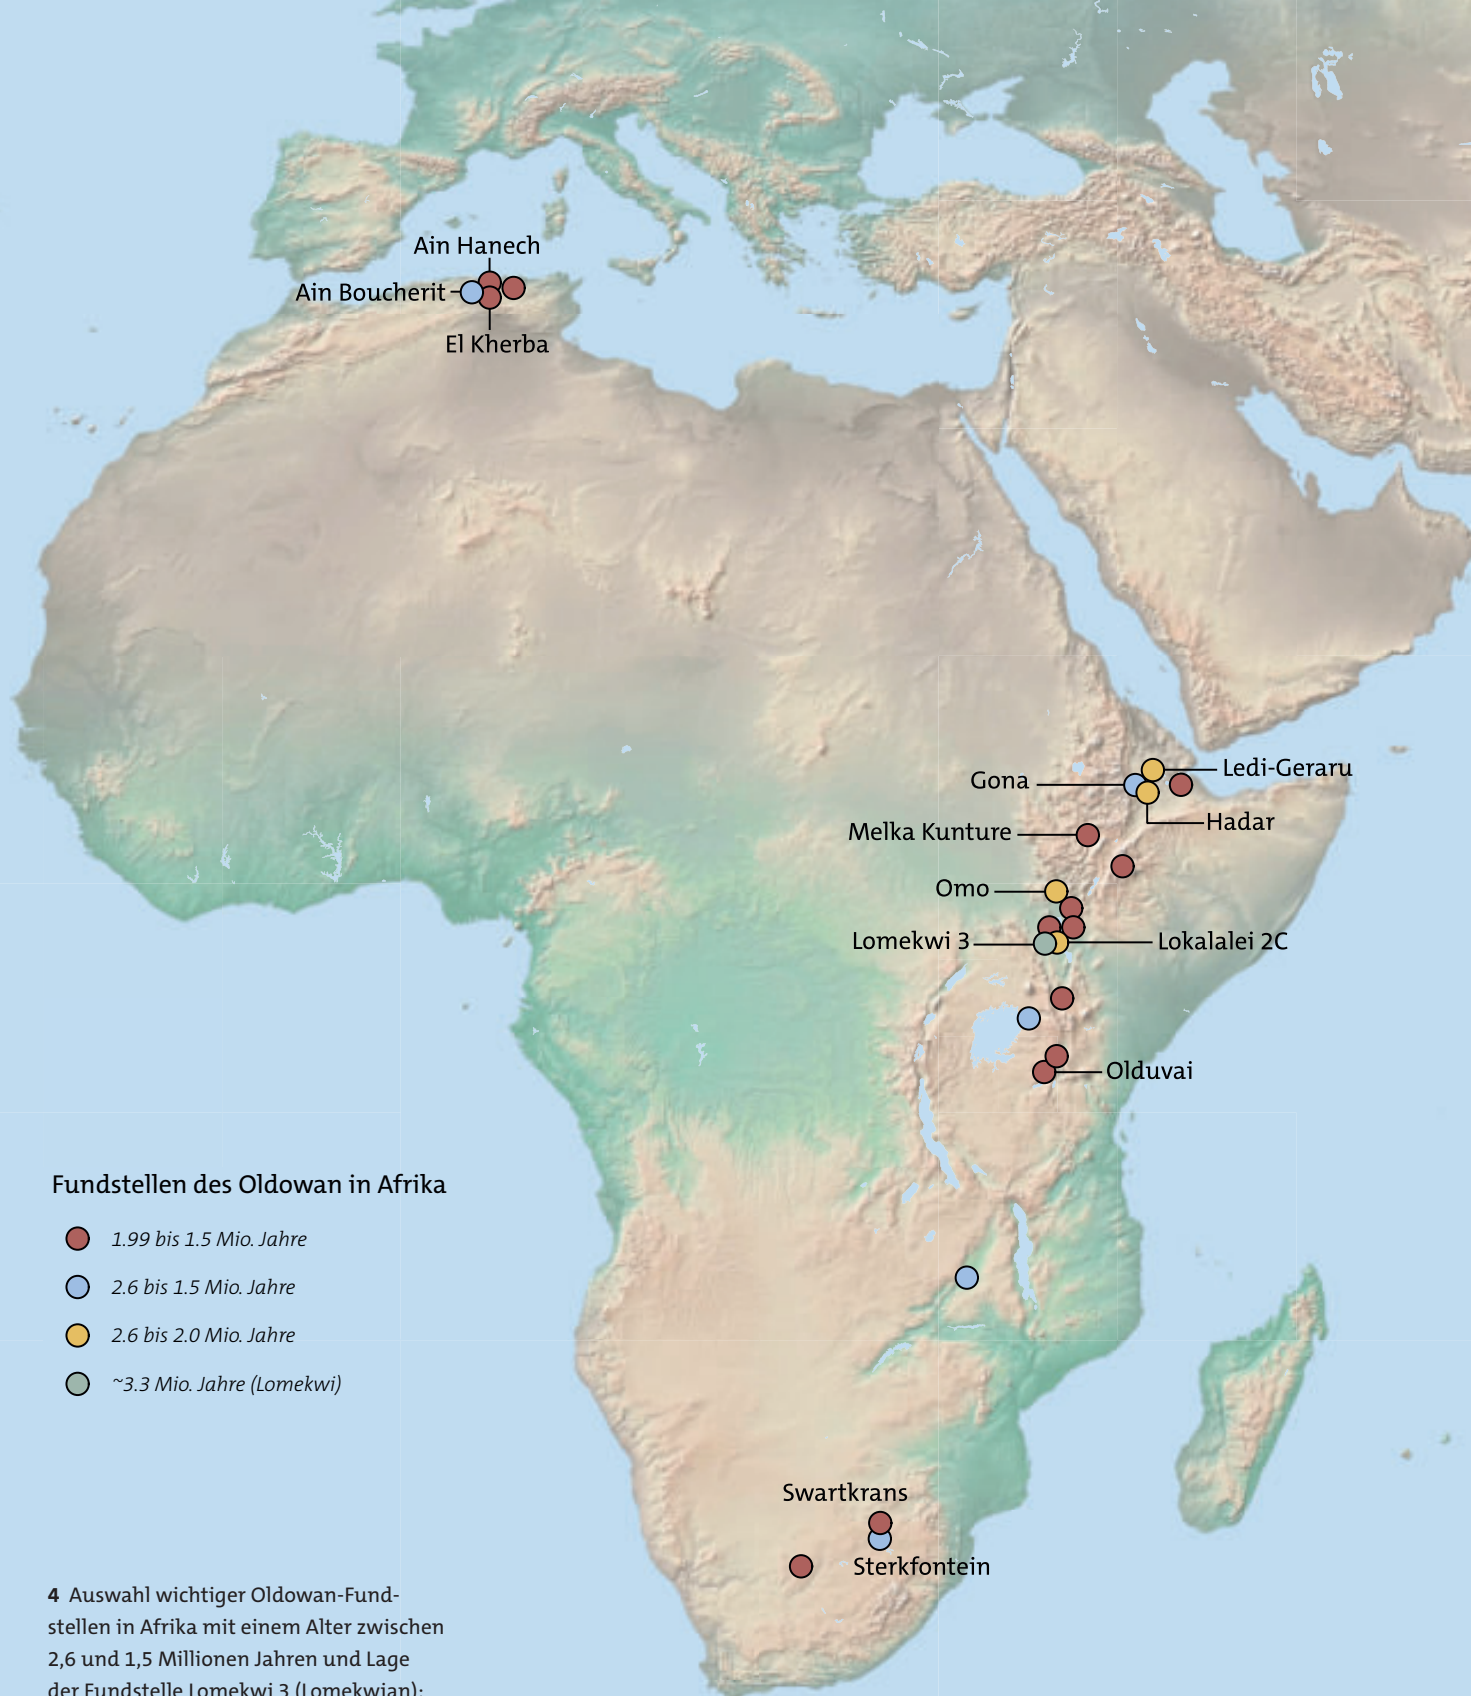 Ain Hanech
Ain Boucherit
El Kherba
Ledi-Geraru
Gona
Hadar
Melka Kunture
Omo
Lomekwi 3
Lokalalei 2C
Olduvai
Fundstellen des Oldowan in Afrika
1.99 bis 1.5 Mio. Jahre
2.6 bis 1.5 Mio. Jahre
2.6 bis 2.0 Mio. Jahre
~3.3 Mio. Jahre (Lomekwi)
Swartkrans
Sterkfontein
4 Auswahl wichtiger Oldowan-Fund-
stellen in Afrika mit einem Alter zwischen
2,6 und 1,5 Millionen Jahren und Lage
der Fundstelle Lomekwi 3 (Lomekwian):